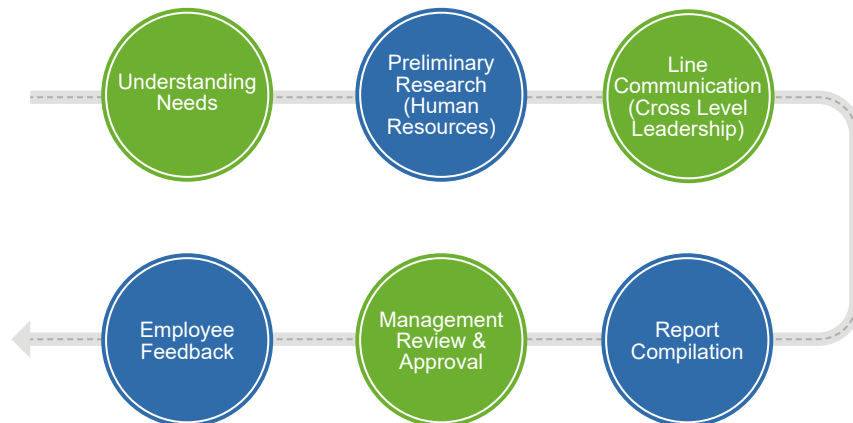 Understanding
Needs
Preliminary
Research
(Human
Resources)
Line
Communication
(Cross Level
Leadership)
Report
Compilation
Management
Review &
Approval
Employee
Feedback